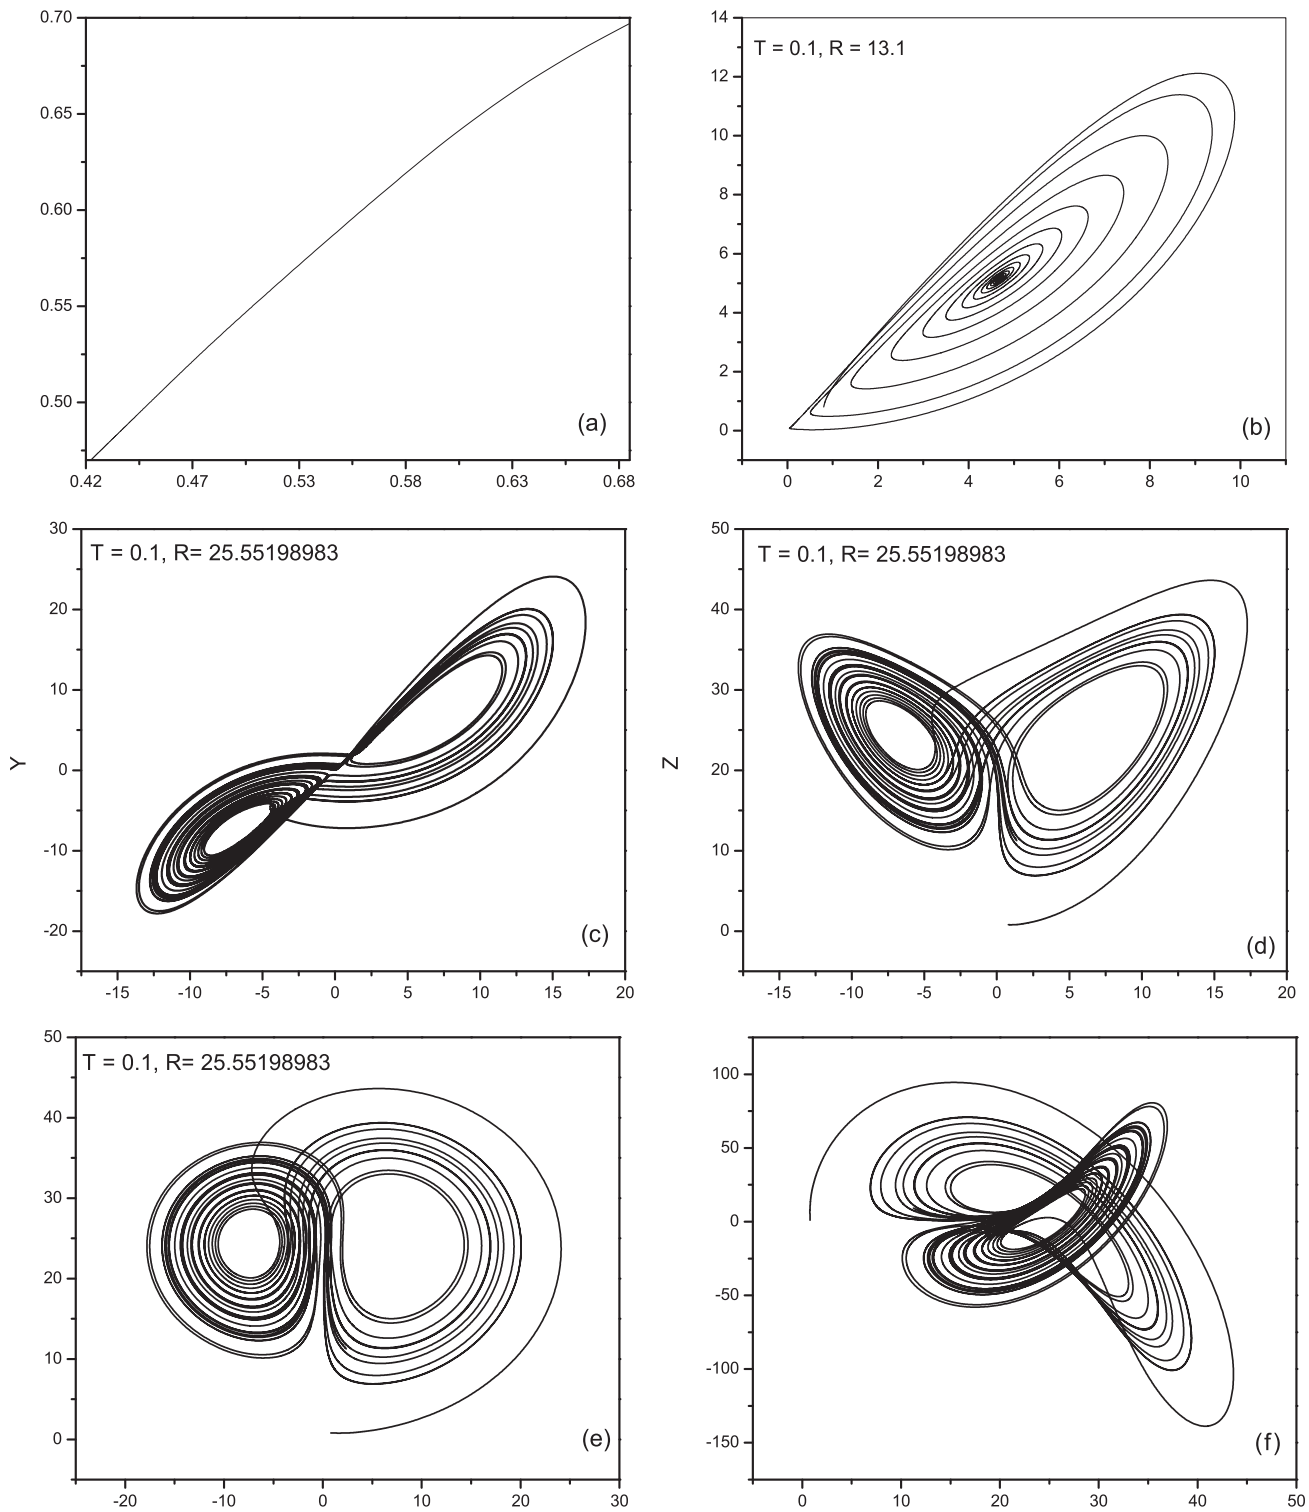 0.70
0.65
0.60
0.55
0.50
(a)
0.42 0.47 0.53 0.58 0.63 0.68
14
T = 0.1, R = 13.1
12
10
8
6
4
2
0
(b)
0 2 4 6 8 10
30
T = 0.1, R= 25.55198983
20
10
Y
0
-10
-20
(c)
-15 -10 -5 0 5 10 15 20
50
T = 0.1, R= 25.55198983
40
30
Z
20
10
0
(d)
-15 -10 -5 0 5 10 15 20
50
T = 0.1, R= 25.55198983
40
30
20
10
0
(e)
-20 -10 0 10 20 30
100
50
0
-50
-100
-150
(f)
0 10 20 30 40 50